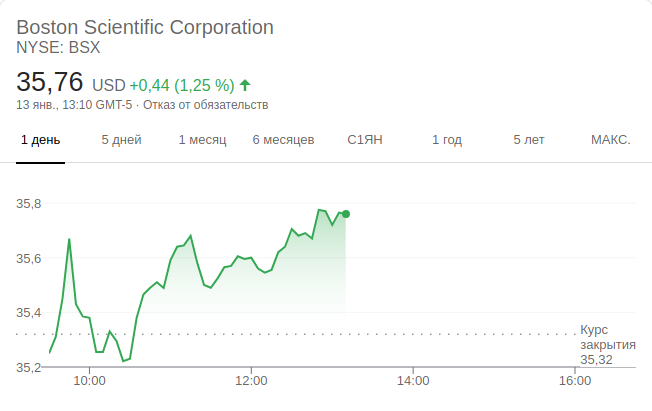 Boston Scientific Corporation
NYSE: BSX
35,76 USD +0,44 (1,25 %)
13 янв., 13:10 GMT-5 · Отказ от обязательств
1 день 5 дней 1 месяц 6 месяцев С1ЯН 1 год 5 лет МАКС.
35,8
35,6
35,4
Курс
закрытия
35,32
35,2
10:00 12:00 14:00 16:00